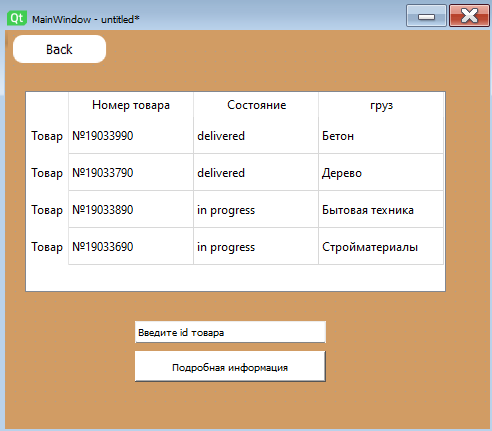 Qt MainWindow - untitled*
Back
Номер товара Состояние груз
Товар №19033990 delivered Бетон
Товар №19033790 delivered Дерево
Товар №19033890 in progress Бытовая техника
Товар №19033690 in progress Стройматериалы
Введите id товара
Подробная информация